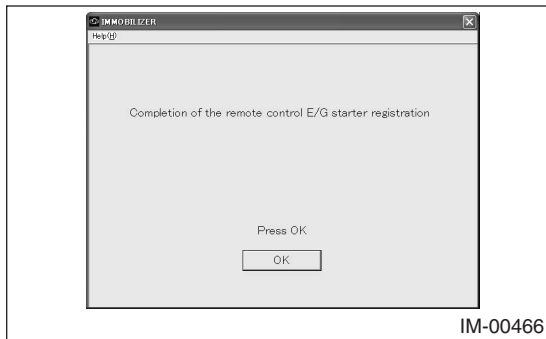 IMMOBILIZER
Help(H)
Completion of the remote control E/G starter registration
Press OK
OK
IM-00466